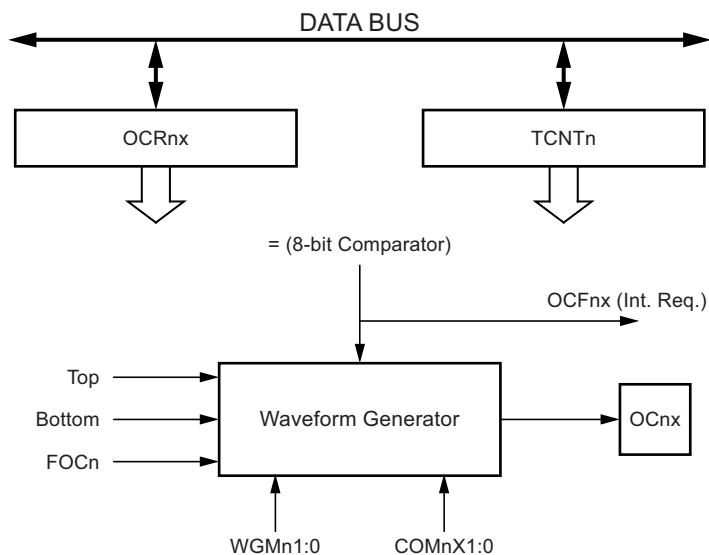 DATA BUS
OCRnx
TCNTn
= (8-bit Comparator)
OCFnx (Int. Req.)
Top
Bottom
FOCn
Waveform Generator
OCnx
WGMn1:0
COMnX1:0